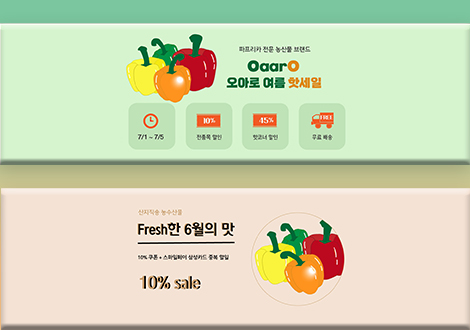 파프리카 전문 농산물 브랜드
OaarO
오아로 여름 핫세일
7/1 ~ 7/5
10%
전품목 할인
45%
핫코너 할인
FREE
무료 배송
산지직송 농수산물
Fresh한 6월의 맛
10% 쿠폰 + 스마일페이 삼성카드 중복 할일
10% sale